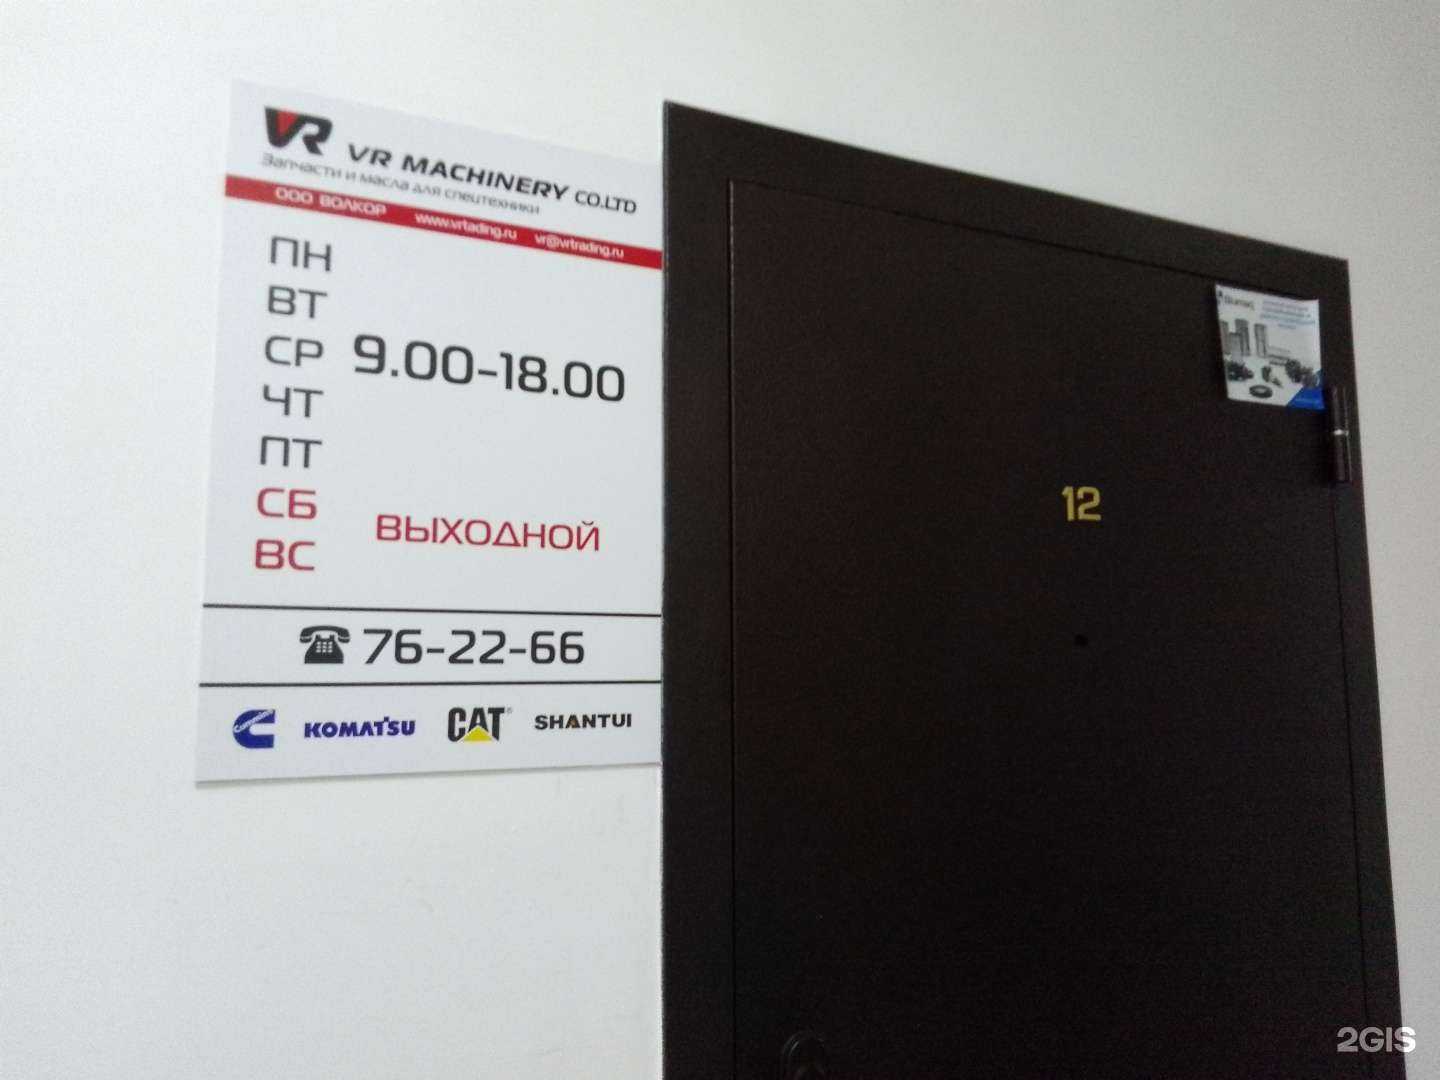 VR VR MACHINERY CO.LTD
Запчасти и масла для спецтехники
ООО ВОЛКОР www.vrtading.ru vr@vrtrading.ru
ПН
ВТ
СР 9.00-18.00
ЧТ
ПТ
СБ
ВЫХОДНОЙ
ВС
76-22-66
Cummins KOMATSU CAT® SHANTUI
12
2GIS